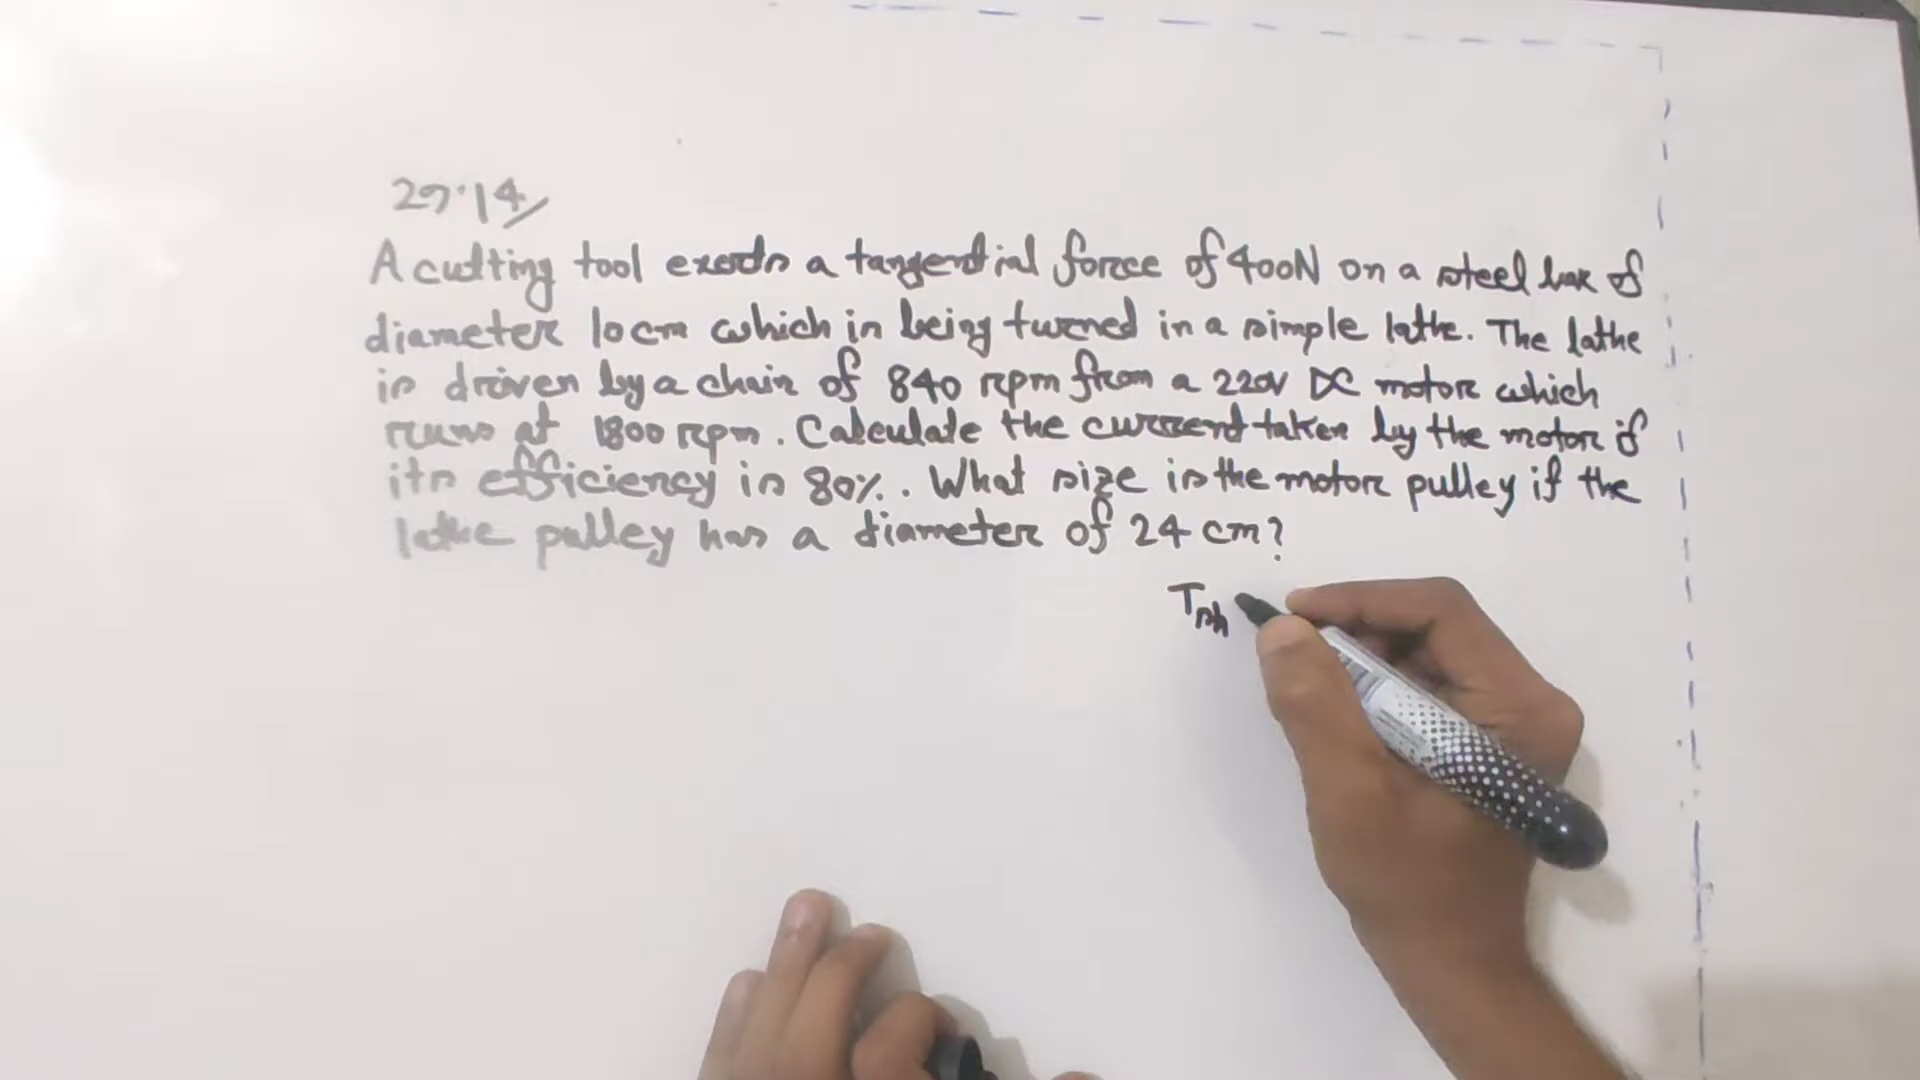 29.14/
A cutting tool exerts a tangential force of 400N on a steel bar of
diameter 10cm which is being turned in a simple lathe. The lathe
is driven by a chain of 840 rpm from a 220V DC motor which
runs at 1800 rpm. Calculate the current taken by the motor if
its efficiency is 80%. What size is the motor pulley if the
lathe pulley has a diameter of 24 cm?
Tsh